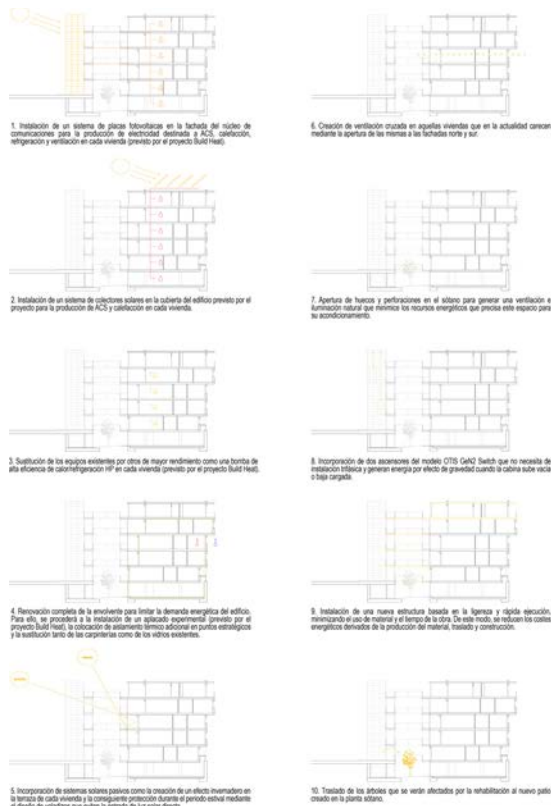 1. Instalación de un sistema de placas fotovoltaicas en la fachada del núcleo de
comunicaciones para la producción de electricidad destinada a ACS, calefacción,
refrigeración y ventilación en cada vivienda (previsto por el proyecto Build Heat).
2. Instalación de un sistema de colectores solares en la cubierta del edificio previsto por el
proyecto para la producción de ACS y calefacción en cada vivienda.
3. Sustitución de los equipos existentes por otros de mayor rendimiento como una bomba de
alta eficiencia de calor/refrigeración HP en cada vivienda (previsto por el proyecto Build Heat).
4. Renovación completa de la envolvente para limitar la demanda energética del edificio.
Para ello, se procederá a la instalación de un aplacado experimental (previsto por el
proyecto Build Heat), la colocación de aislamiento térmico adicional en puntos estratégicos
y la sustitución tanto de las carpinterías como de los vidrios existentes.
5. Incorporación de sistemas solares pasivos como la creación de un efecto invernadero en
la terraza de cada vivienda y la consiguiente protección durante el periodo estival mediante
6. Creación de ventilación cruzada en aquellas viviendas que en la actualidad carecen
mediante la apertura de las mismas a las fachadas norte y sur.
7. Apertura de huecos y perforaciones en el sótano para generar una ventilación e
iluminación natural que minimice los recursos energéticos que precisa este espacio para
su acondicionamiento.
8. Incorporación de dos ascensores del modelo OTIS GeN2 Switch que no necesita de
instalación trifásica y generan energía por efecto de gravedad cuando la cabina sube vacía
o baja cargada.
9. Instalación de una nueva estructura basada en la ligereza y rápida ejecución,
minimizando el uso de material y el tiempo de la obra. De este modo, se reducen los costes
energéticos derivados de la producción del material, traslado y construcción.
10. Traslado de los árboles que se verán afectados por la rehabilitación al nuevo patio
creado en la planta sótano.